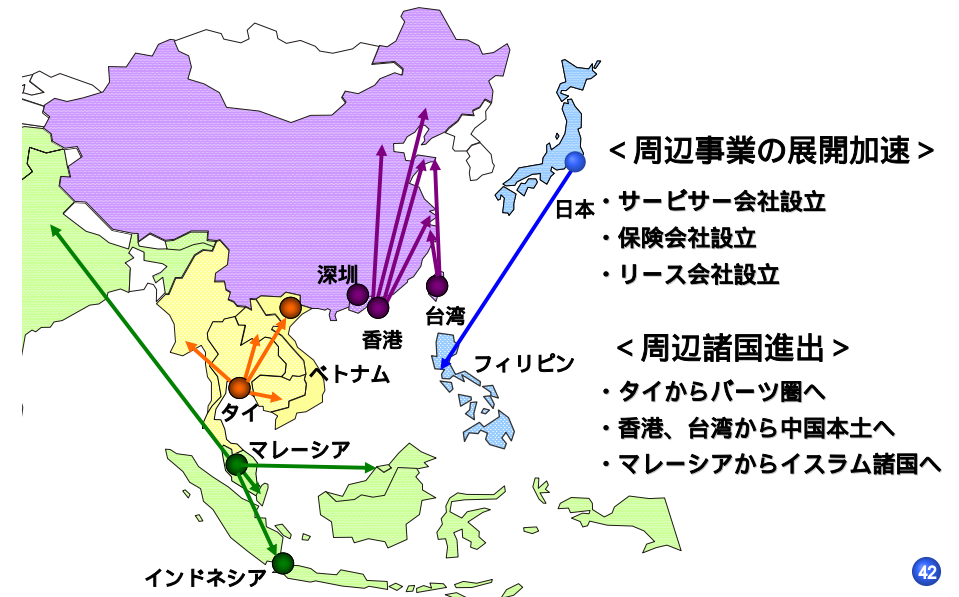 ＜周辺事業の展開加速＞
・サービサー会社設立
・保険会社設立
・リース会社設立
日本
深圳
台湾
香港
フィリピン
ベトナム
タイ
マレーシア
インドネシア
＜周辺諸国進出＞
・タイからバーツ圏へ
・香港、台湾から中国本土へ
・マレーシアからイスラム諸国へ
42